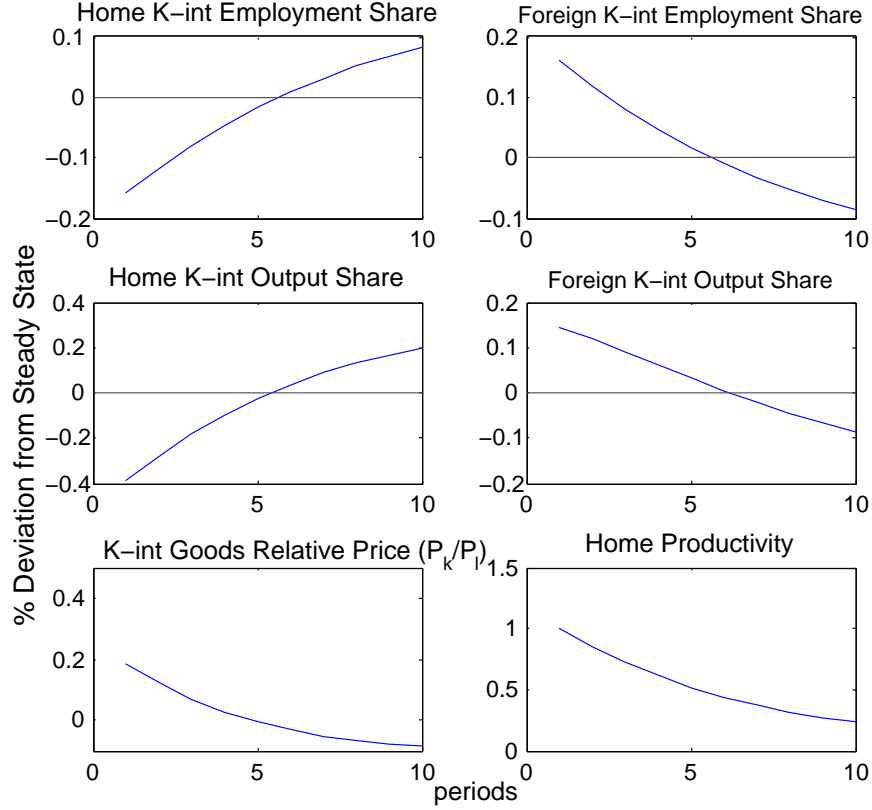 Home K−int Employment Share
0.1
0
−0.1
−0.2
0 5 10
Foreign K−int Employment Share
0.2
0.1
0
−0.1
0 5 10
% Deviation from Steady State
Home K−int Output Share
0.4
0.2
0
−0.2
−0.4
0 5 10
Foreign K−int Output Share
0.2
0.1
0
−0.1
0.2
0 5 10
K−int Goods Relative Price (P_k/P_l)
0.4
0.2
0
0 5 10
Home Productivity
1.5
1
0.5
0
0 5 10
periods